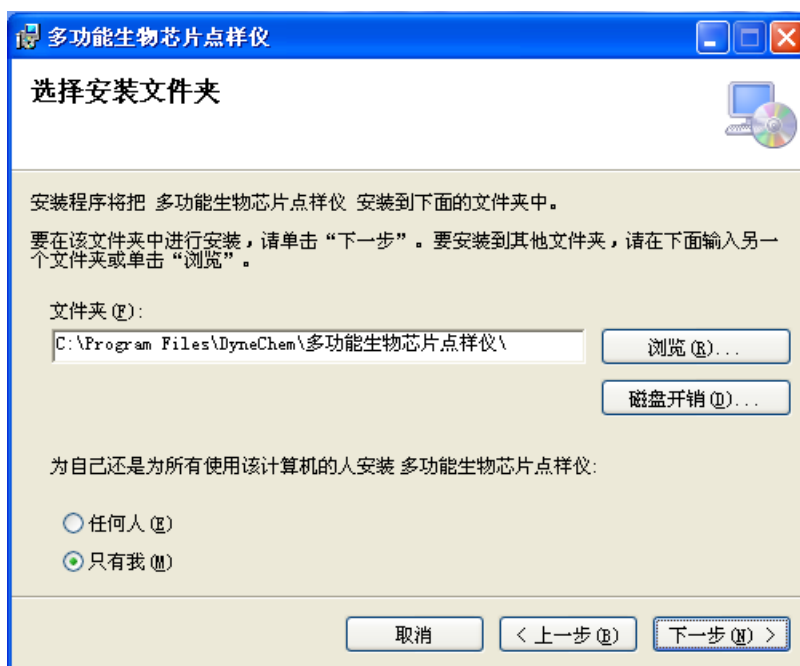 多功能生物芯片点样仪
选择安装文件夹
安装程序将把 多功能生物芯片点样仪 安装到下面的文件夹中。
要在该文件夹中进行安装，请单击“下一步”。要安装到其他文件夹，请在下面输入另一
个文件夹或单击“浏览”。
文件夹(F):
C:\Program Files\DyneChem\多功能生物芯片点样仪\
浏览(R)...
磁盘开销(D)...
为自己还是为所有使用该计算机的人安装 多功能生物芯片点样仪:
任何人(E)
只有我(M)
取消
< 上一步(B)
下一步(N) >